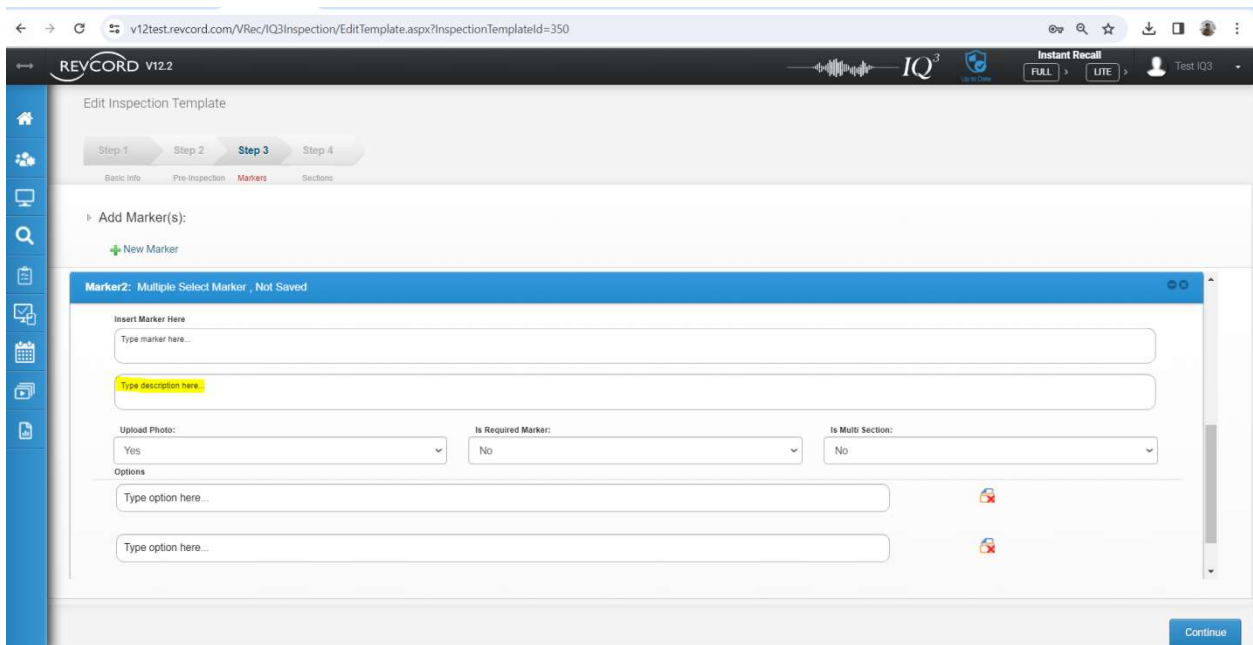 v12test.revcord.com/VRec/IQ3Inspection/EditTemplate.aspx?InspectionTemplateId=350
REVCORD V12.2
IQ3
Up to Date
Instant Recall
FULL > LITE >
Test IQ3
Edit Inspection Template
Step 1 Step 2 Step 3 Step 4
Basic Info Pre-Inspection Markers Sections
Add Marker(s):
New Marker
Marker2: Multiple Select Marker , Not Saved
Insert Marker Here
Type marker here...
Type description here...
Upload Photo: Is Required Marker: Is Multi Section:
Yes No No
Options
Type option here...
Type option here...
Continue